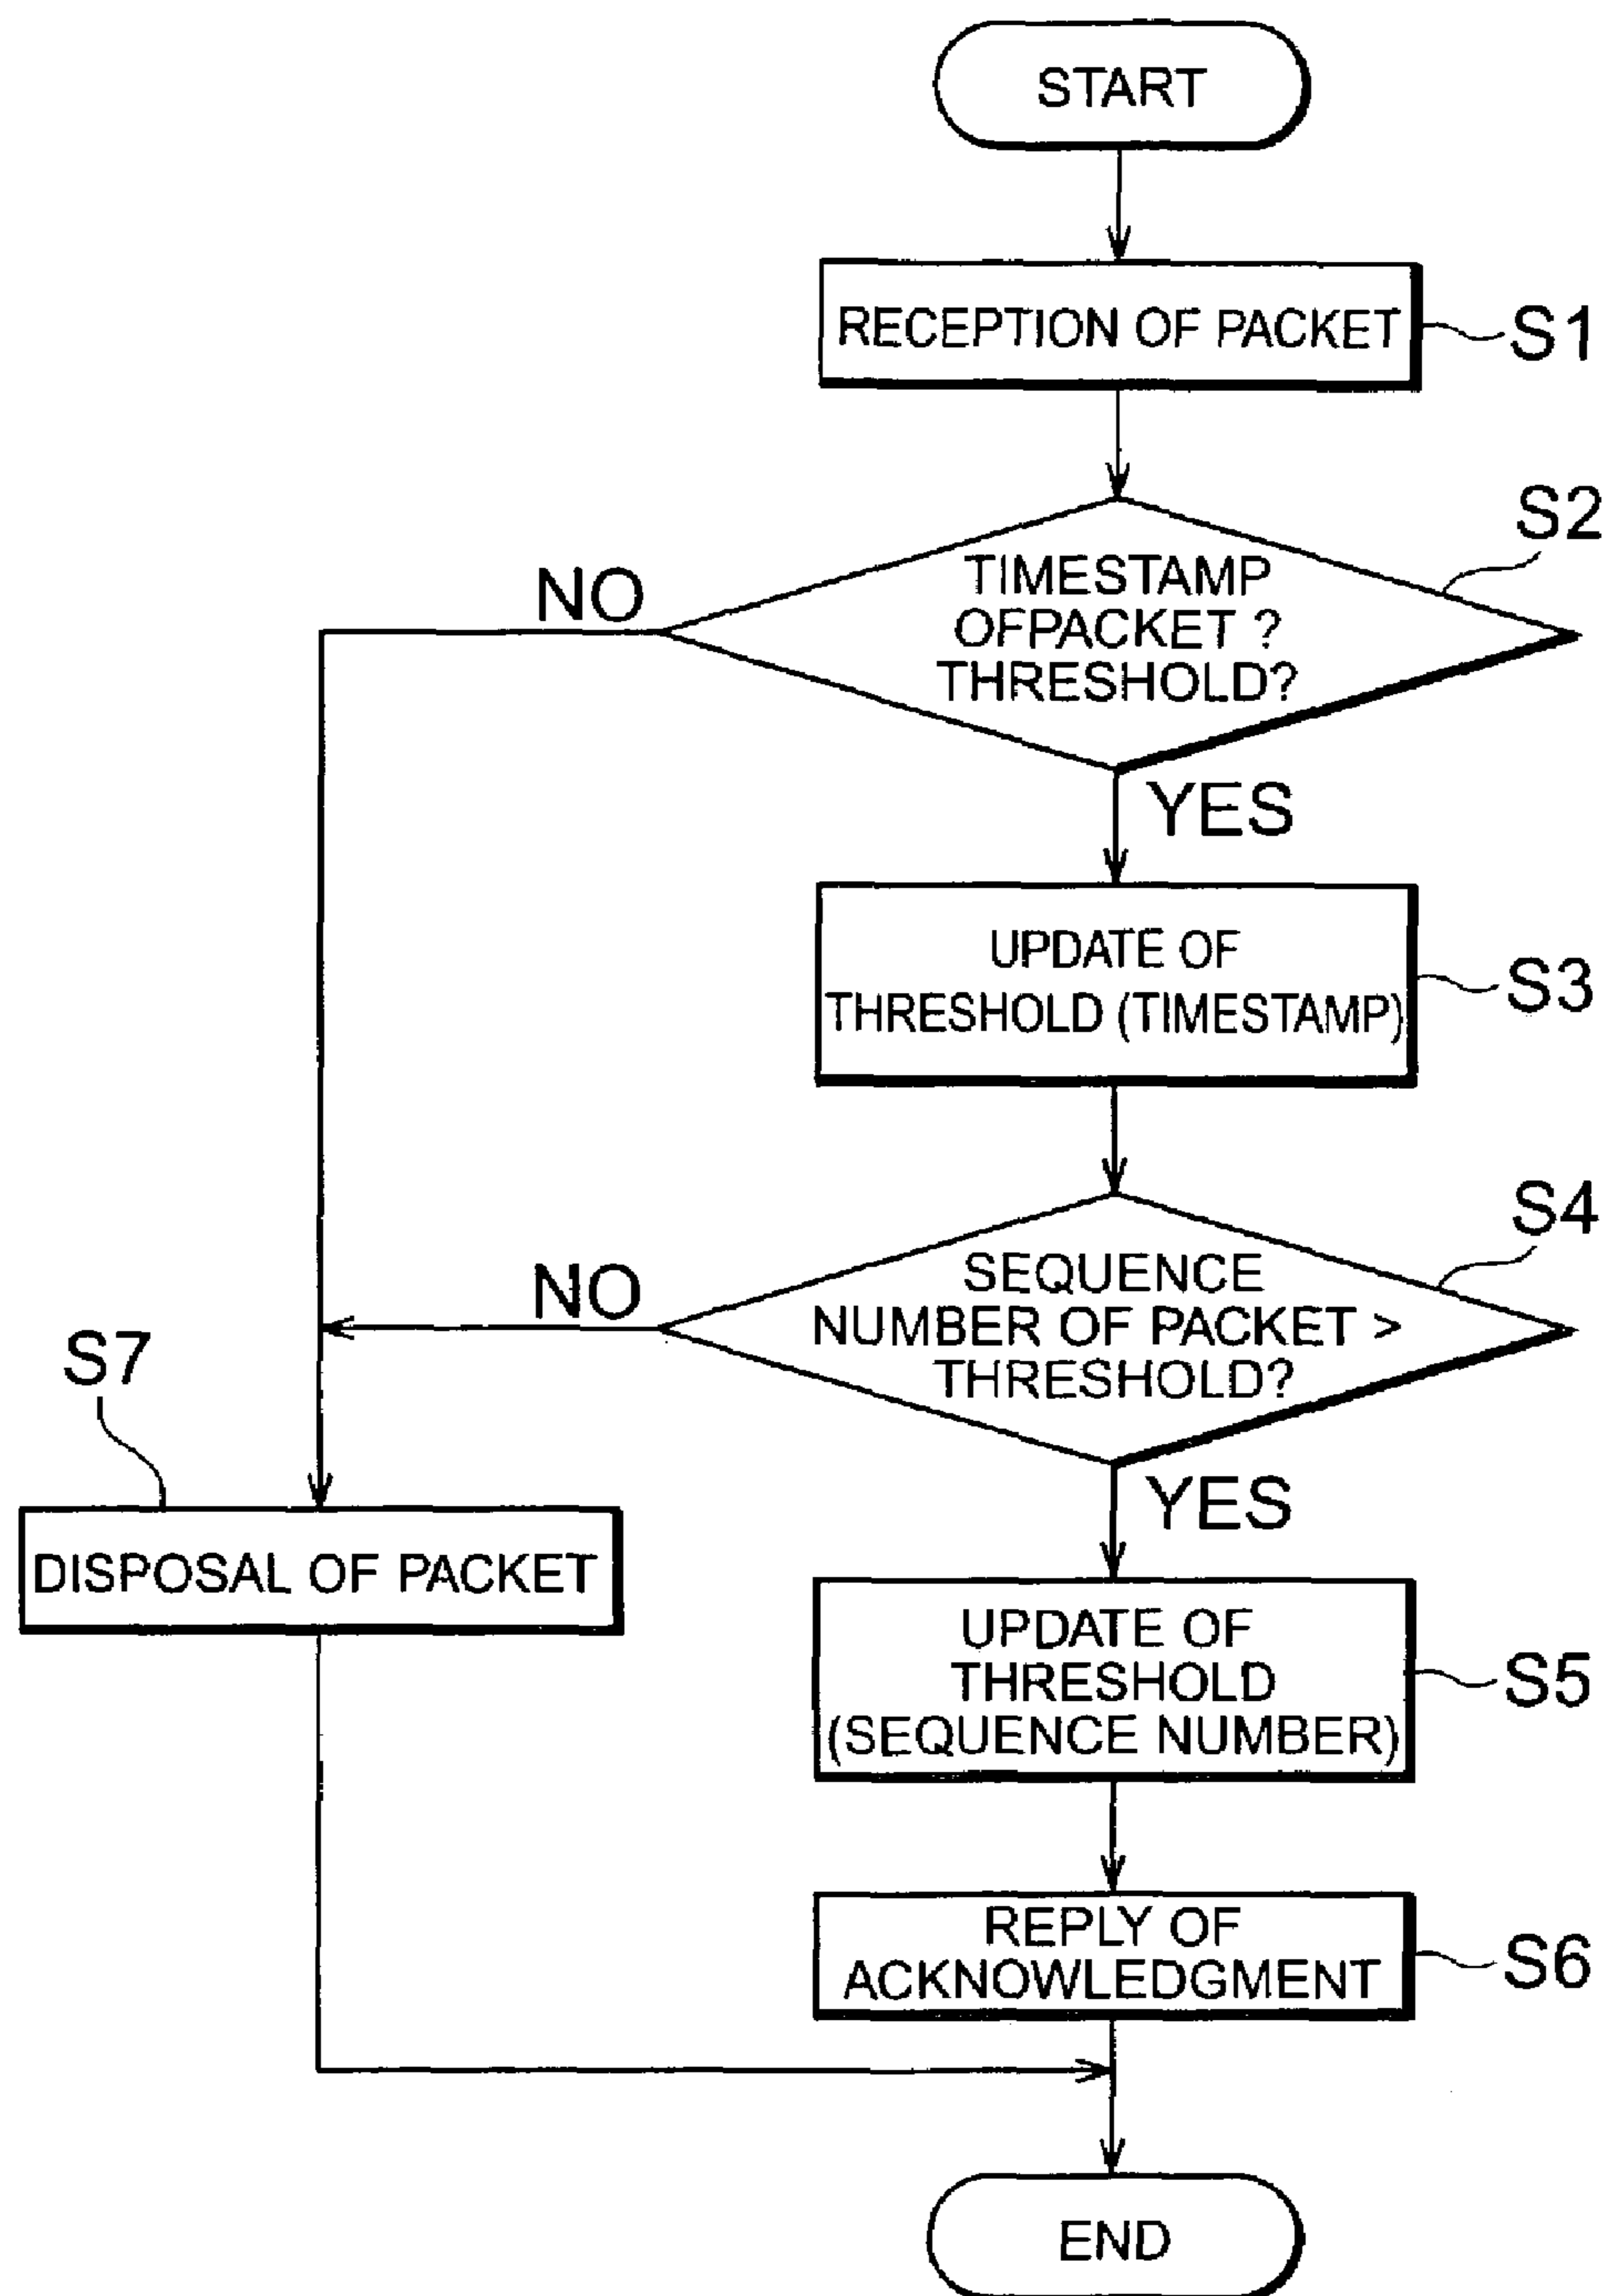 START
RECEPTION OF PACKET
S1
S2
TIMESTAMP
OFPACKET ?
THRESHOLD?
NO
YES
UPDATE OF
THRESHOLD (TIMESTAMP)
S3
S4
SEQUENCE
NUMBER OF PACKET >
THRESHOLD?
NO
YES
S7
DISPOSAL OF PACKET
UPDATE OF
THRESHOLD
(SEQUENCE NUMBER)
S5
REPLY OF
ACKNOWLEDGMENT
S6
END